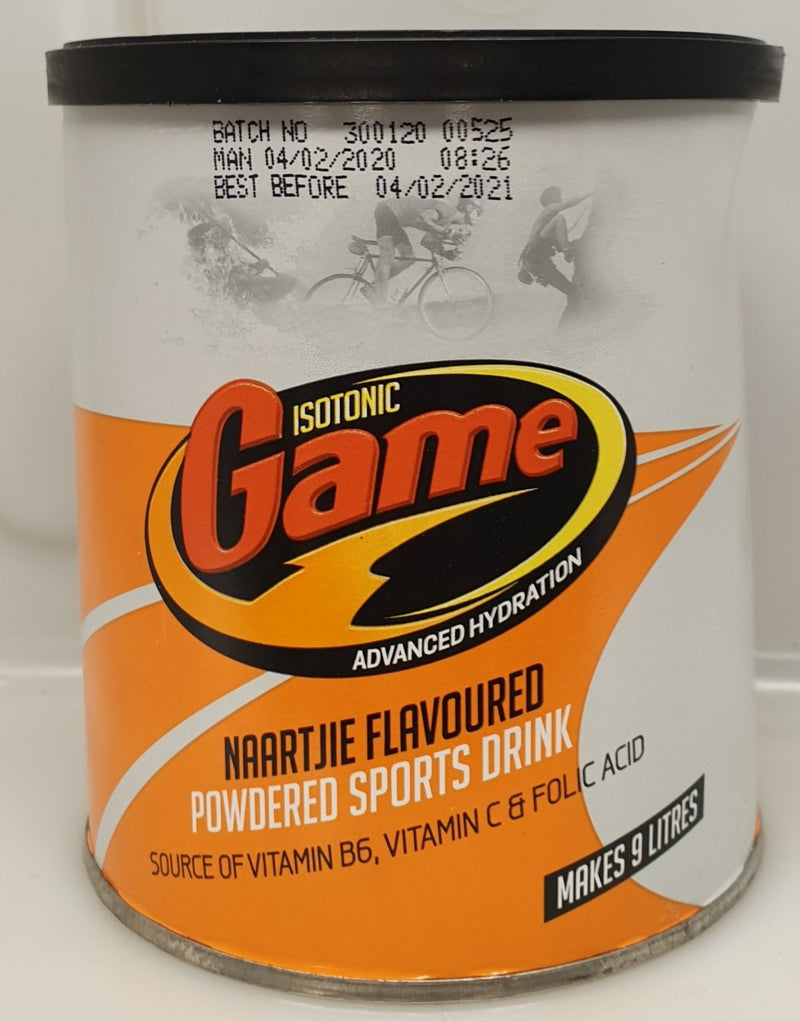 BATCH NO 300120 00525
MAN 04/02/2020 08:26
BEST BEFORE 04/02/2021
ISOTONIC
Game
ADVANCED HYDRATION
NAARTJIE FLAVOURED
POWDERED SPORTS DRINK
SOURCE OF VITAMIN B6, VITAMIN C & FOLIC ACID
MAKES 9 LITRES